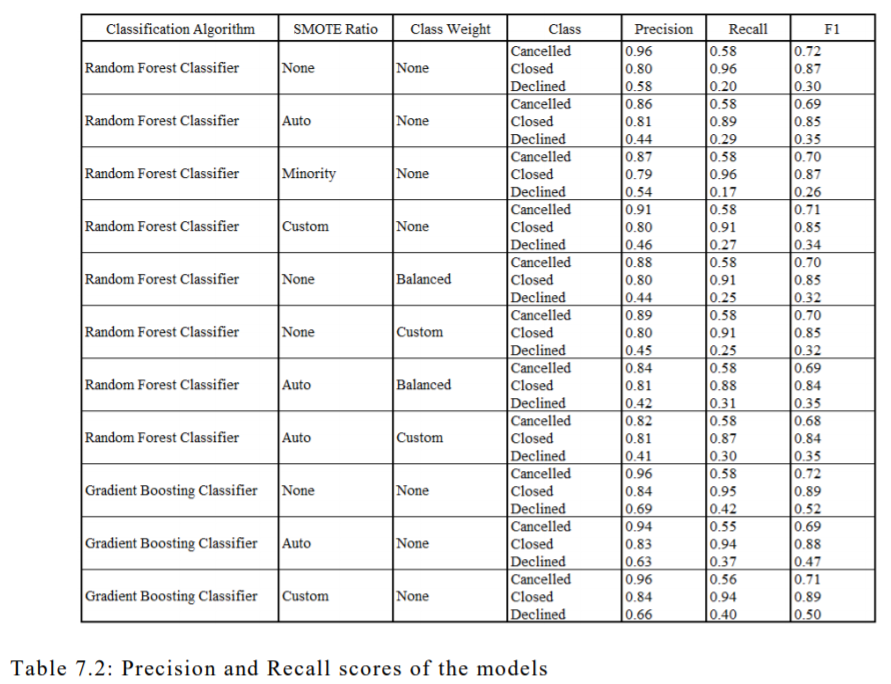 Classification Algorithm SMOTE Ratio Class Weight Class Precision Recall F1
Cancelled 0.96 0.58 0.72
Random Forest Classifier None None Closed 0.80 0.96 0.87
Declined 0.58 0.20 0.30
Cancelled 0.86 0.58 0.69
Random Forest Classifier Auto None Closed 0.81 0.89 0.85
Declined 0.44 0.29 0.35
Cancelled 0.87 0.58 0.70
Random Forest Classifier Minority None Closed 0.79 0.96 0.87
Declined 0.54 0.17 0.26
Cancelled 0.91 0.58 0.71
Random Forest Classifier Custom None Closed 0.80 0.91 0.85
Declined 0.46 0.27 0.34
Cancelled 0.88 0.58 0.70
Random Forest Classifier None Balanced Closed 0.80 0.91 0.85
Declined 0.44 0.25 0.32
Cancelled 0.89 0.58 0.70
Random Forest Classifier None Custom Closed 0.80 0.91 0.85
Declined 0.45 0.25 0.32
Cancelled 0.84 0.58 0.69
Random Forest Classifier Auto Balanced Closed 0.81 0.88 0.84
Declined 0.42 0.31 0.35
Cancelled 0.82 0.58 0.68
Random Forest Classifier Auto Custom Closed 0.81 0.87 0.84
Declined 0.41 0.30 0.35
Cancelled 0.96 0.58 0.72
Gradient Boosting Classifier None None Closed 0.84 0.95 0.89
Declined 0.69 0.42 0.52
Cancelled 0.94 0.55 0.69
Gradient Boosting Classifier Auto None Closed 0.83 0.94 0.88
Declined 0.63 0.37 0.47
Cancelled 0.96 0.56 0.71
Gradient Boosting Classifier Custom None Closed 0.84 0.94 0.89
Declined 0.66 0.40 0.50
Table 7.2: Precision and Recall scores of the models